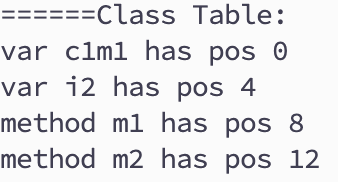 ======Class Table:
var c1m1 has pos 0
var i2 has pos 4
method m1 has pos 8
method m2 has pos 12